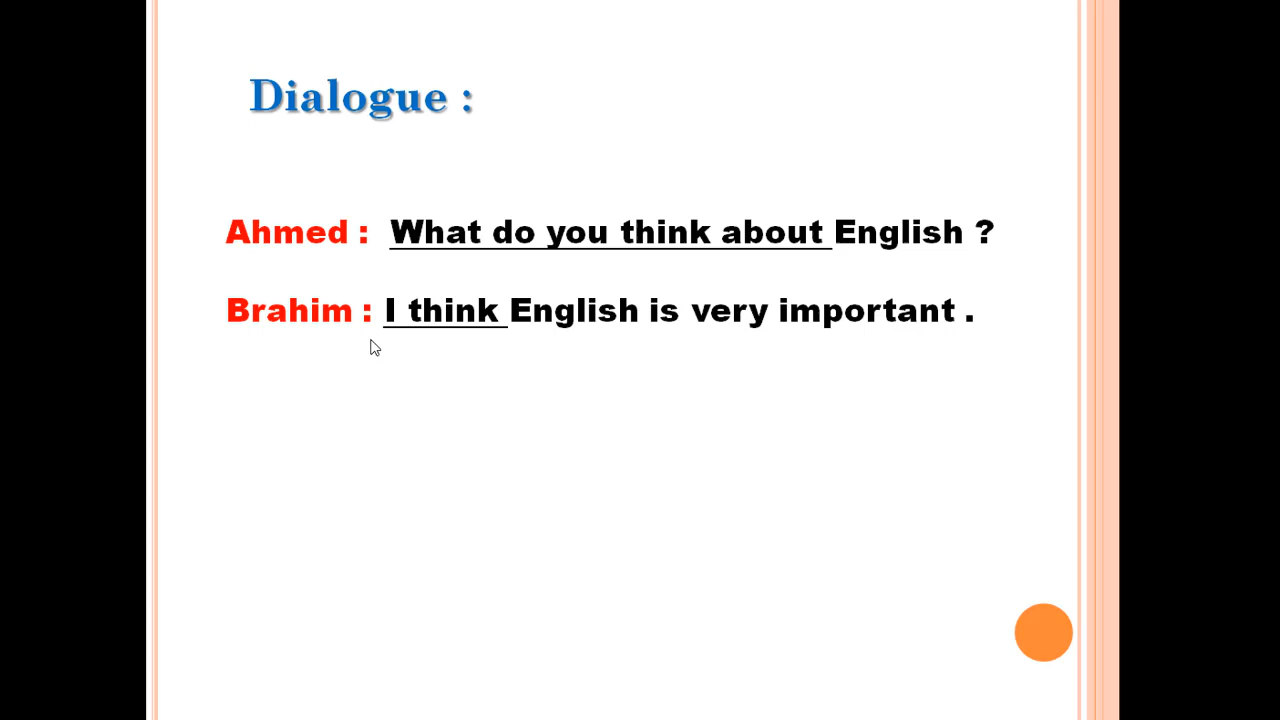 Dialogue :
Ahmed : What do you think about English ?
Brahim : I think English is very important .